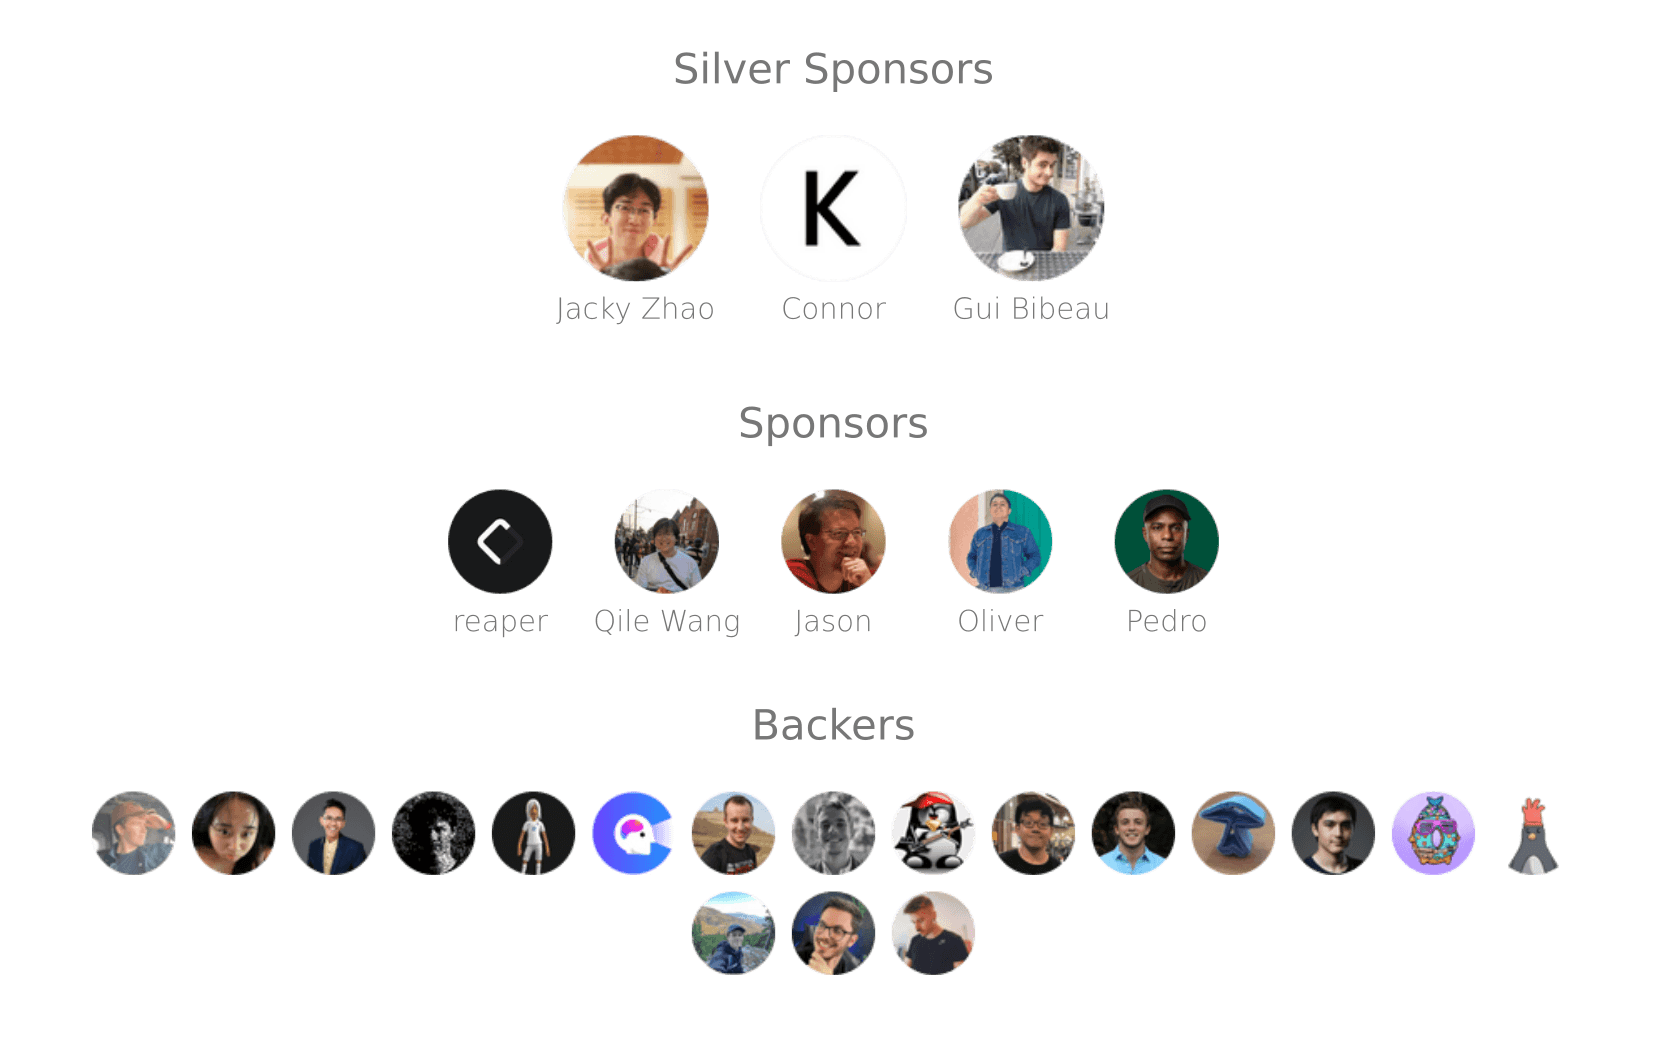 Silver Sponsors
K
Jacky Zhao Connor Gui Bibeau
Sponsors
reaper Qile Wang Jason Oliver Pedro
Backers